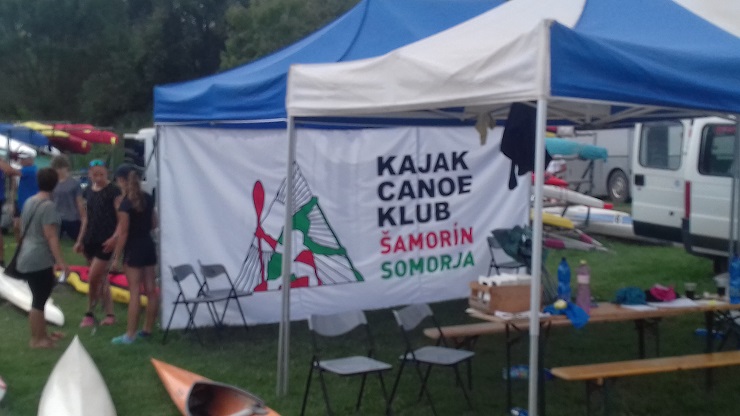 KAJAK
CANOE
KLUB
ŠAMORÍN
SOMORJA